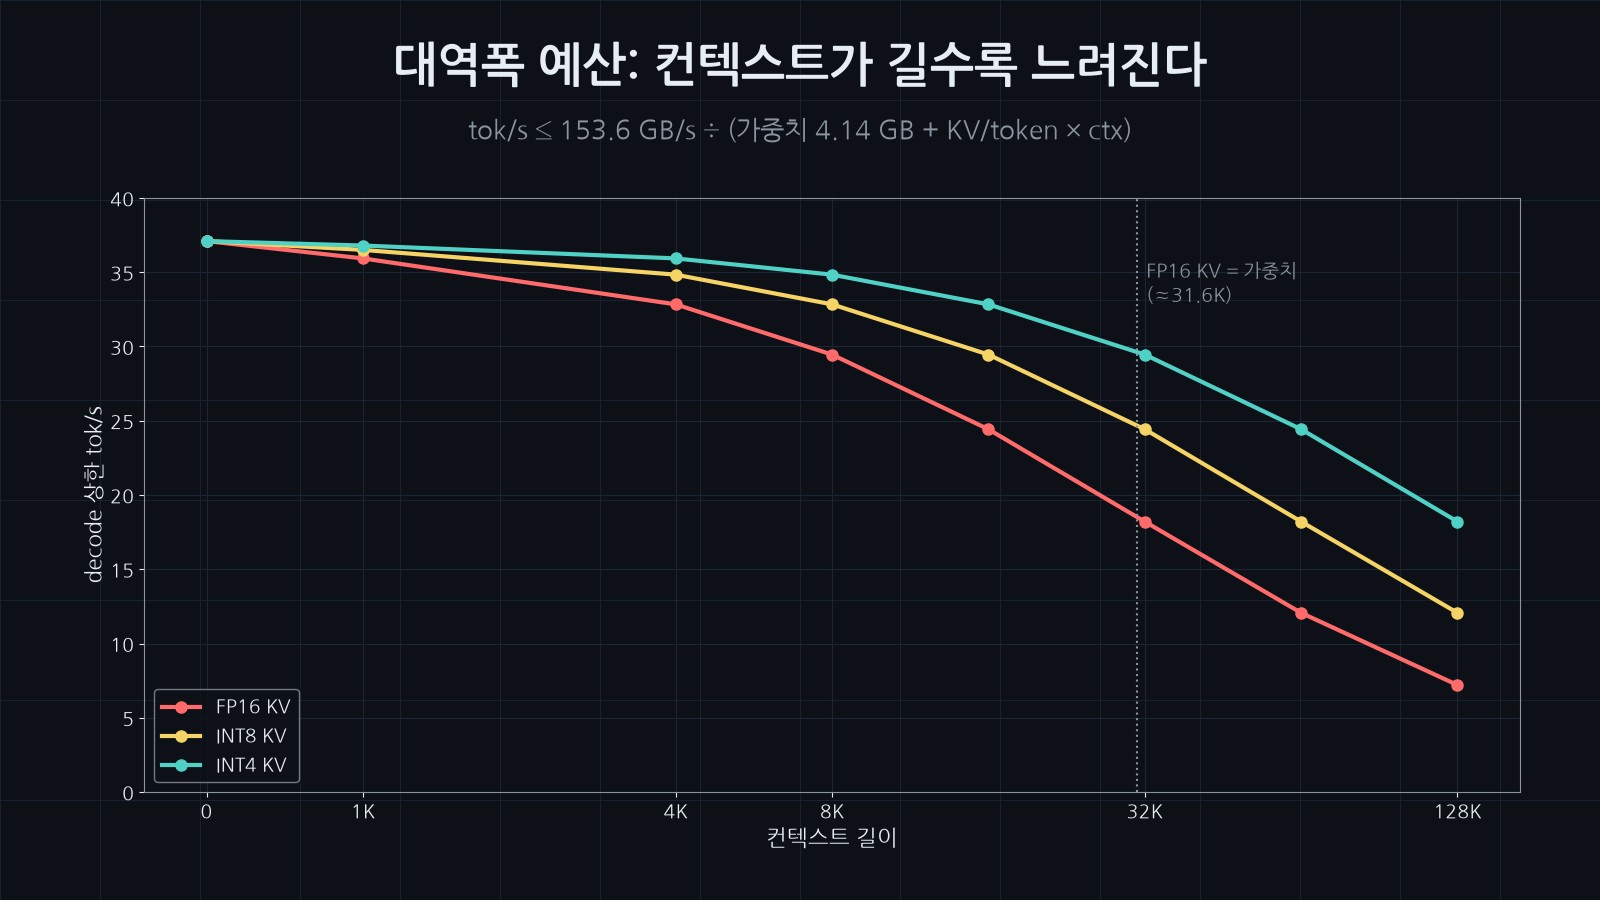 대역폭 예산: 컨텍스트가 길수록 느려진다
tok/s ≤ 153.6 GB/s ÷ (가중치 4.14 GB + KV/token × ctx)
40
35
30
25
20
15
10
5
0
decode 상한 tok/s
FP16 KV = 가중치
(≈31.6K)
FP16 KV
INT8 KV
INT4 KV
0 1K 4K 8K 32K 128K
컨텍스트 길이